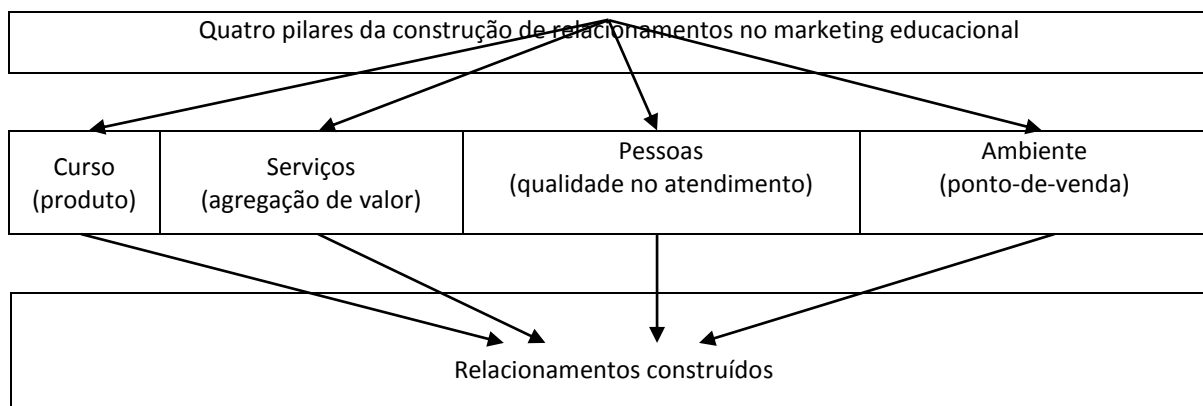 Quatro pilares da construção de relacionamentos no marketing educacional
Curso
(produto)
Serviços
(agregação de valor)
Pessoas
(qualidade no atendimento)
Ambiente
(ponto-de-venda)
Relacionamentos construídos